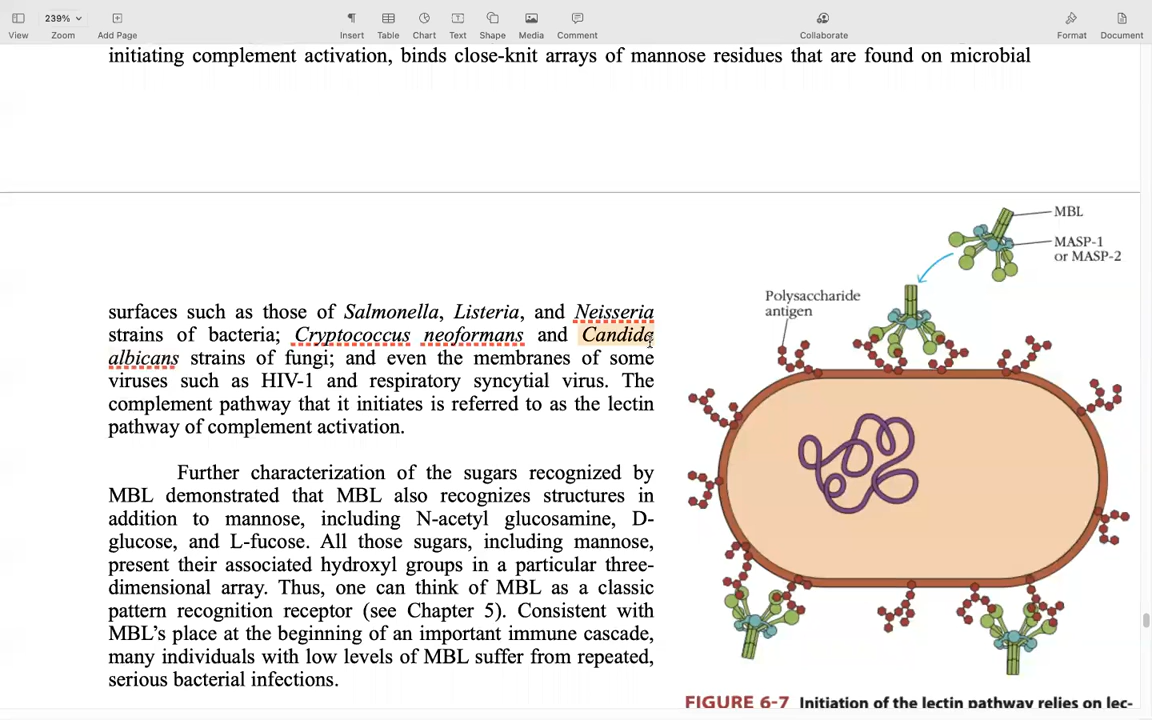 View
239%
Zoom
Add Page
Insert
Table
Chart
Text
Shape
Media
Comment
Collaborate
Format
Document
initiating complement activation, binds close-knit arrays of mannose residues that are found on microbial
surfaces such as those of Salmonella, Listeria, and Neisseria
strains of bacteria; Cryptococcus neoformans and Candida
albicans strains of fungi; and even the membranes of some
viruses such as HIV-1 and respiratory syncytial virus. The
complement pathway that it initiates is referred to as the lectin
pathway of complement activation.
Further characterization of the sugars recognized by
MBL demonstrated that MBL also recognizes structures in
addition to mannose, including N-acetyl glucosamine, D-
glucose, and L-fucose. All those sugars, including mannose,
present their associated hydroxyl groups in a particular three-
dimensional array. Thus, one can think of MBL as a classic
pattern recognition receptor (see Chapter 5). Consistent with
MBL's place at the beginning of an important immune cascade,
many individuals with low levels of MBL suffer from repeated,
serious bacterial infections.
MBL
MASP-1
or MASP-2
Polysaccharide
antigen
FIGURE 6-7 Initiation of the lectin pathway relies on lec-